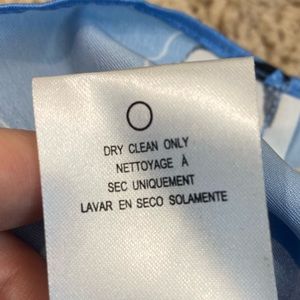 DRY CLEAN ONLY
NETTOYAGE À
SEC UNIQUEMENT
LAVAR EN SECO SOLAMENTE